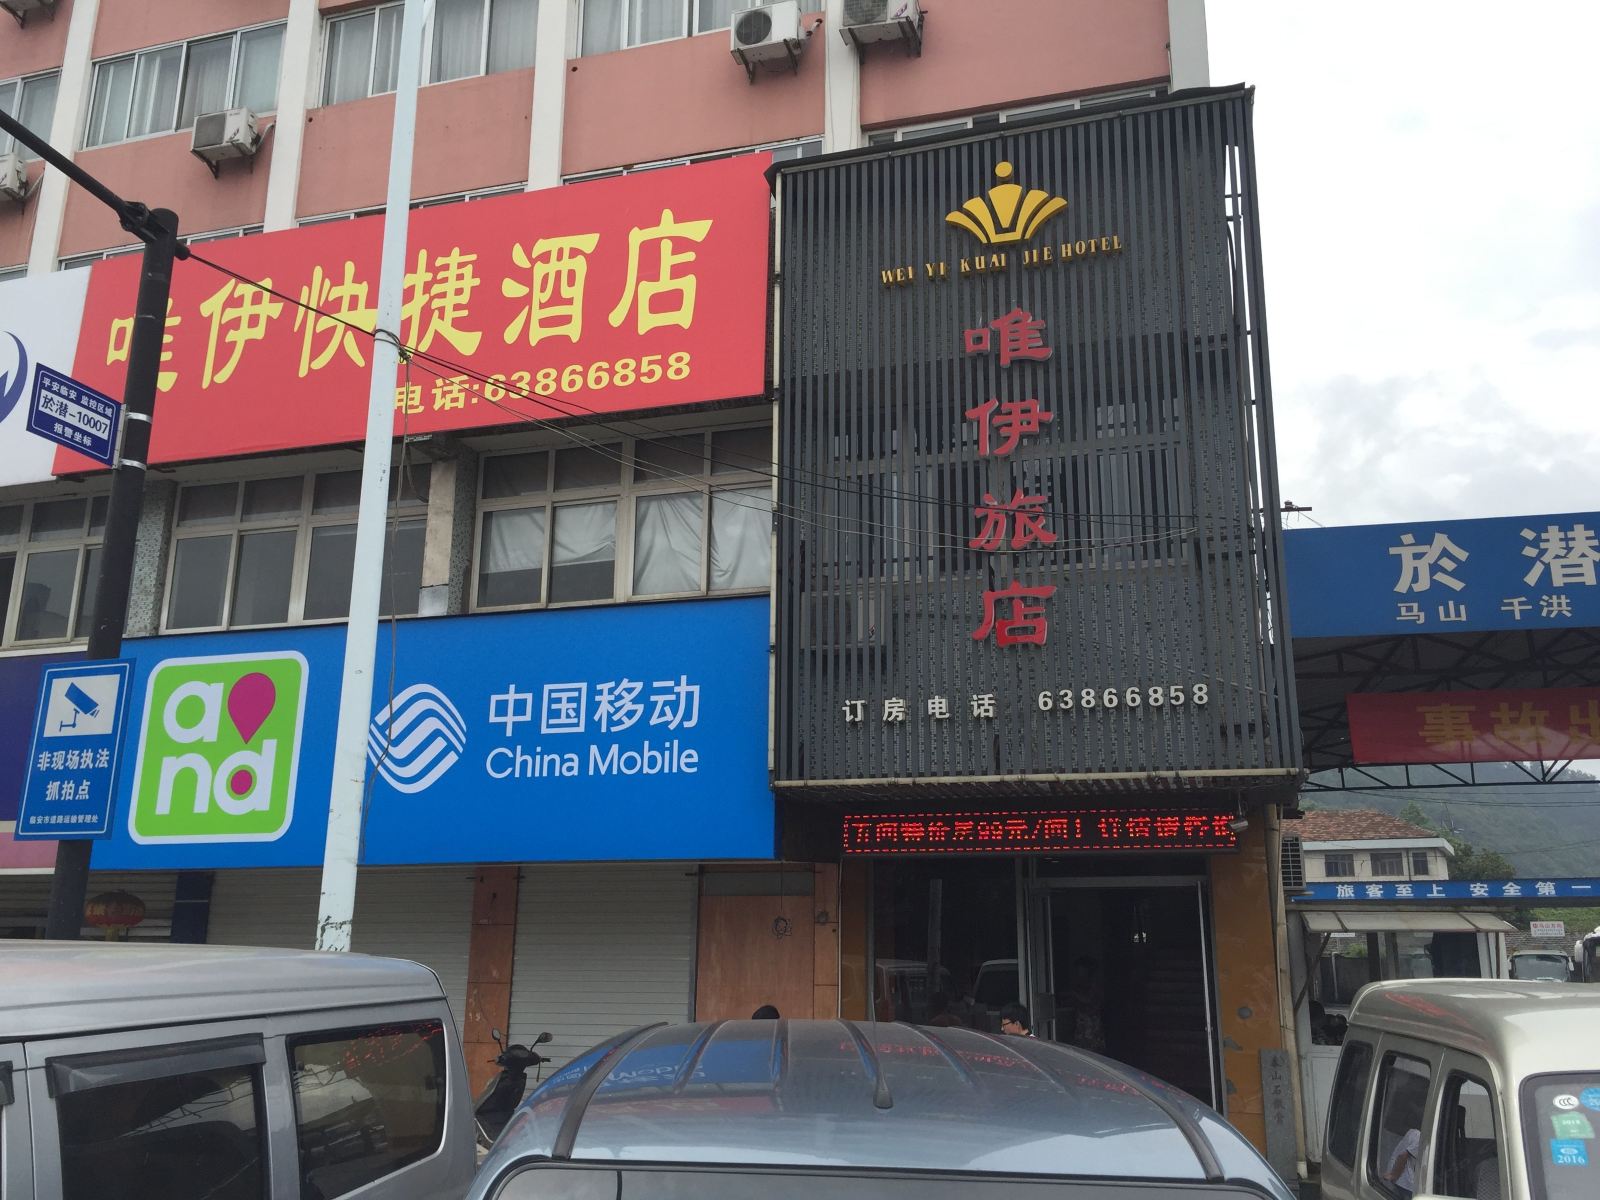 唯伊快捷酒店
电话:63866858
平安临安 监控区域
於潜-10007
报警坐标
WEI YI KUAI JIE HOTEL
唯伊旅店
订房电话 63866858
and
中国移动
China Mobile
非现场执法
抓拍点
临安市道路运输管理处
於潜
马山 千洪
事故出
旅客至上 安全第一
2016